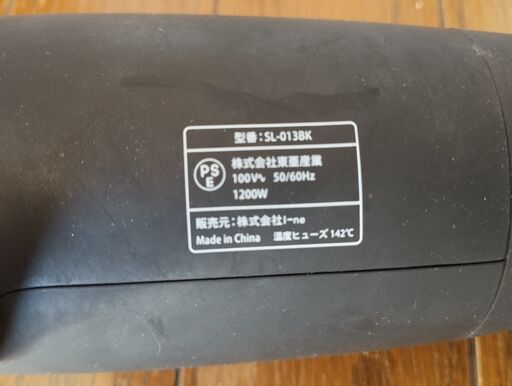 型番:SL-013BK
PSE
株式会社東亜産業
100V~ 50/60Hz
1200W
販売元:株式会社I-ne
Made in China 温度ヒューズ 142℃